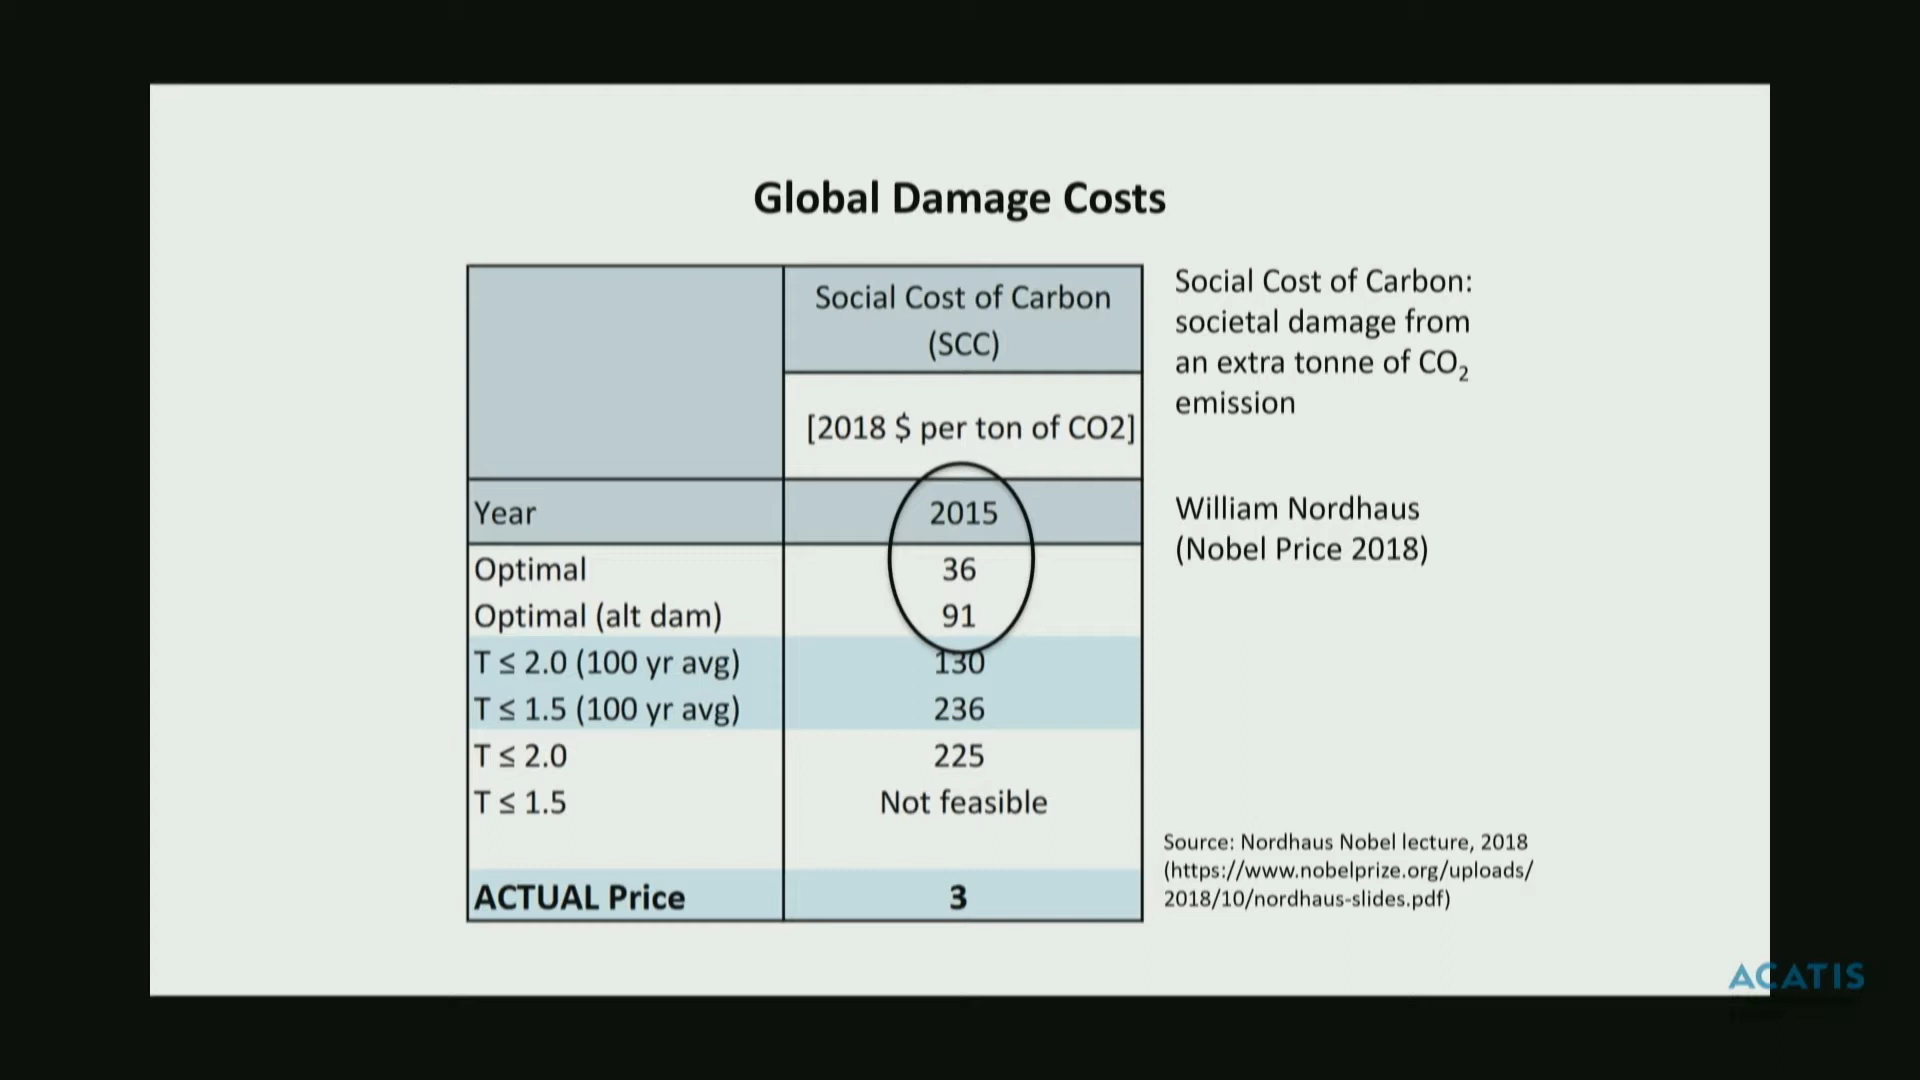 Global Damage Costs
Social Cost of Carbon
(SCC)
[2018 $ per ton of CO2]
Year 2015
Optimal 36
Optimal (alt dam) 91
T ≤ 2.0 (100 yr avg) 130
T ≤ 1.5 (100 yr avg) 236
T ≤ 2.0 225
T ≤ 1.5 Not feasible
ACTUAL Price 3
Social Cost of Carbon:
societal damage from
an extra tonne of CO₂
emission
William Nordhaus
(Nobel Price 2018)
Source: Nordhaus Nobel lecture, 2018
(https://www.nobelprize.org/uploads/
2018/10/nordhaus-slides.pdf)
ACATIS